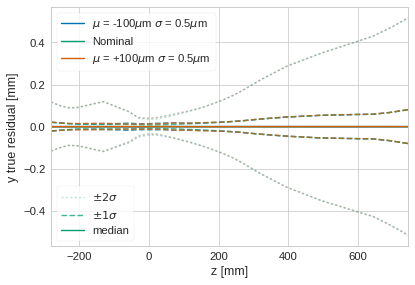 μ = -100μm σ = 0.5μm
Nominal
μ = +100μm σ = 0.5μm
y true residual [mm]
0.4
0.2
0.0
−0.2
−0.4
±2σ
±1σ
median
−200 0 200 400 600
z [mm]